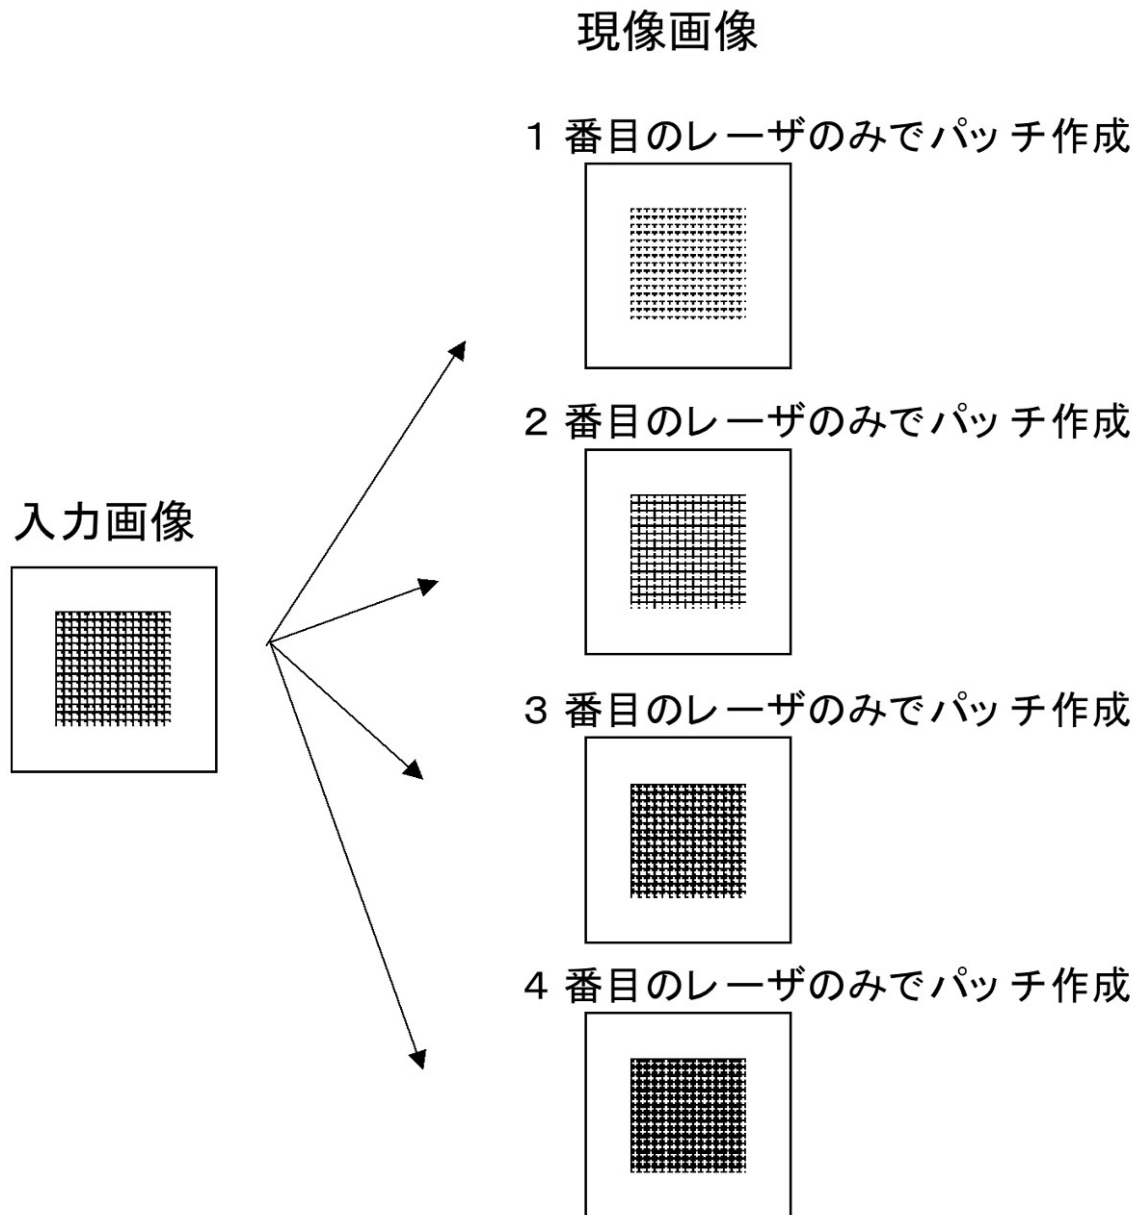 現像画像
1 番目のレーザのみでパッチ作成
2 番目のレーザのみでパッチ作成
入力画像
3 番目のレーザのみでパッチ作成
4 番目のレーザのみでパッチ作成